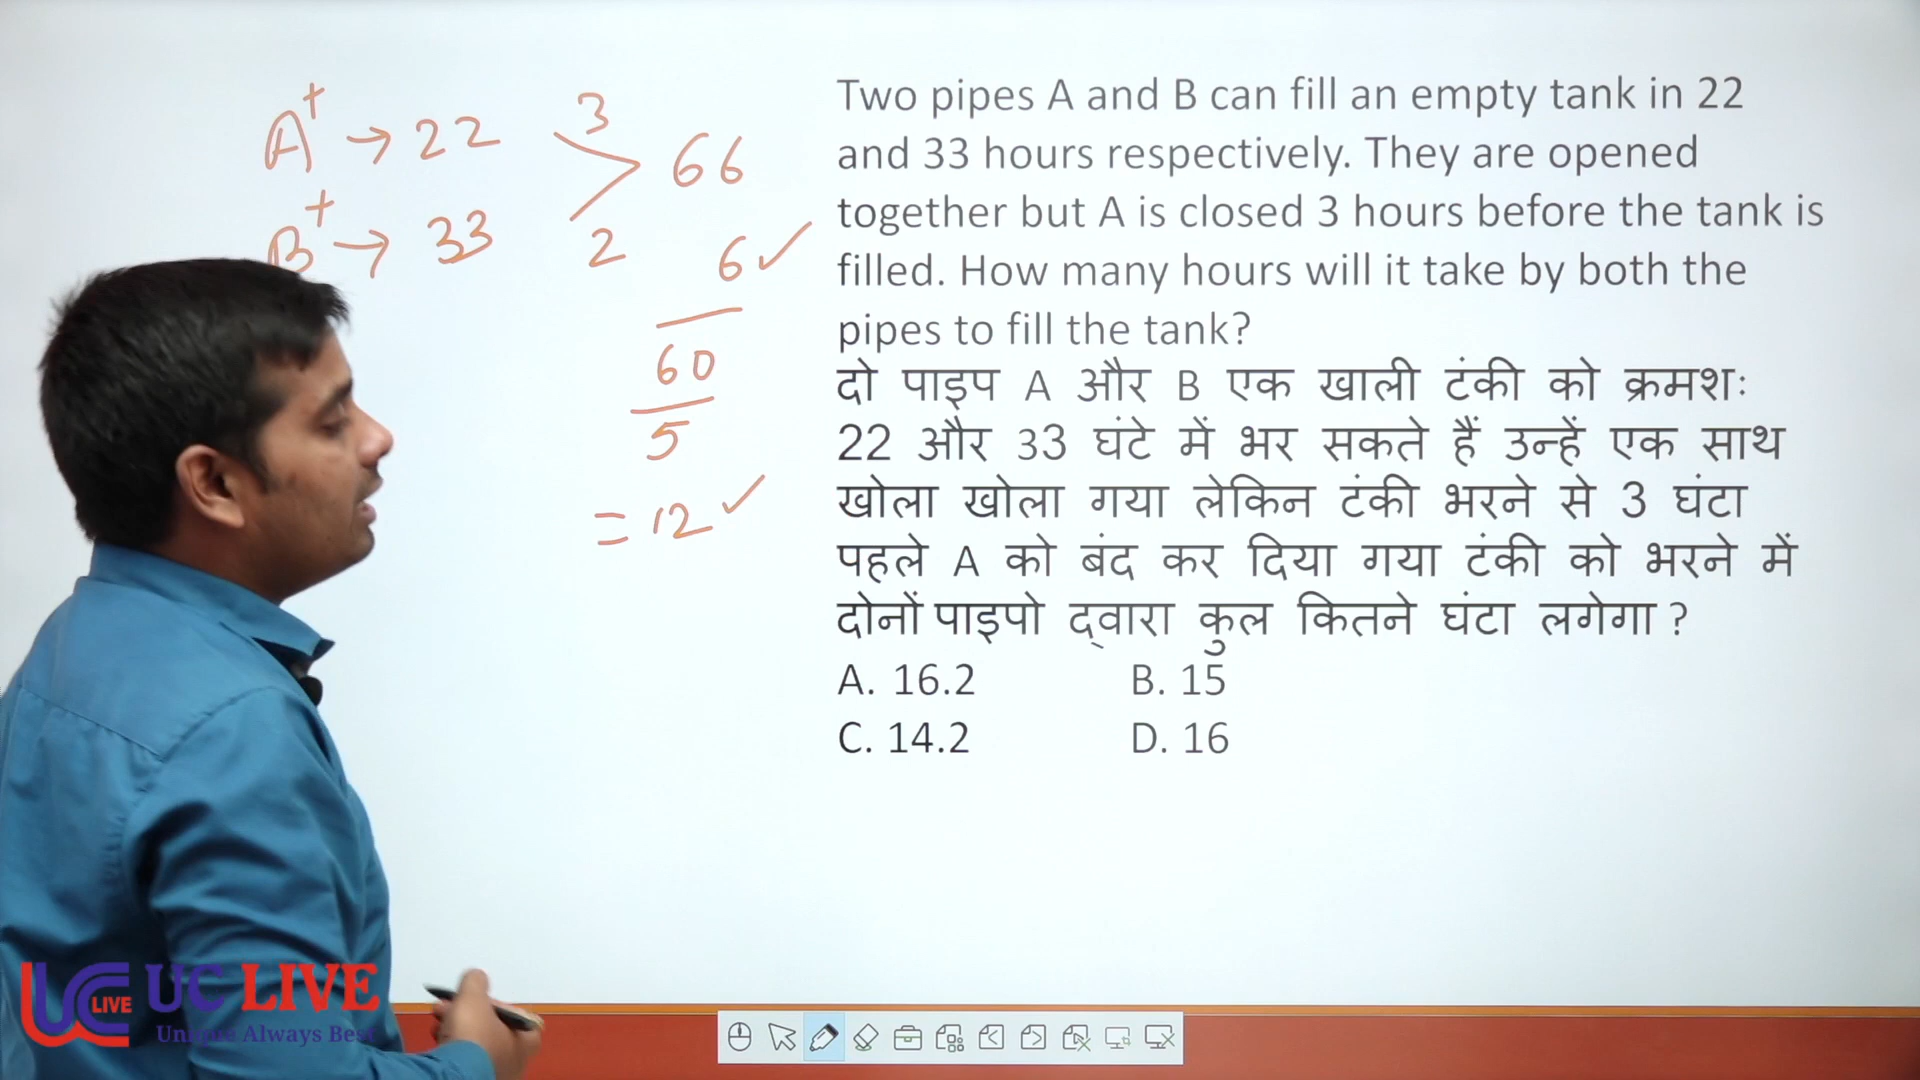 A+ → 22 3 66
B+ → 33 2
6 ✓
60
5
= 12 ✓
Two pipes A and B can fill an empty tank in 22
and 33 hours respectively. They are opened
together but A is closed 3 hours before the tank is
filled. How many hours will it take by both the
pipes to fill the tank?
दो पाइप A और B एक खाली टंकी को क्रमशः
22 और 33 घंटे में भर सकते हैं उन्हें एक साथ
खोला खोला गया लेकिन टंकी भरने से 3 घंटा
पहले A को बंद कर दिया गया टंकी को भरने में
दोनों पाइपो द्वारा कुल कितने घंटा लगेगा ?
A. 16.2 B. 15
C. 14.2 D. 16
UC LIVE UC LIVE
Unique Always Best